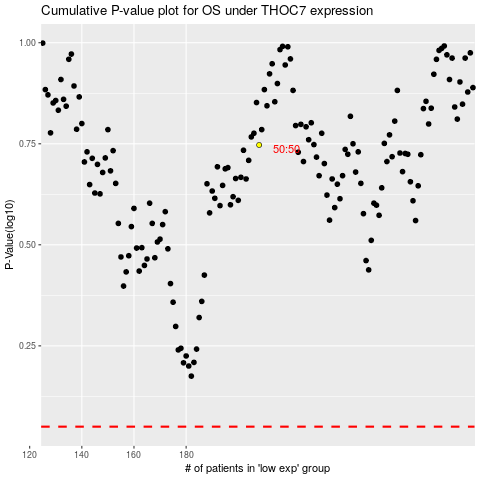 Cumulative P-value plot for OS under THOC7 expression
P-Value(log10)
1.00
0.75
0.50
0.25
50:50
120 140 160 180
# of patients in 'low exp' group